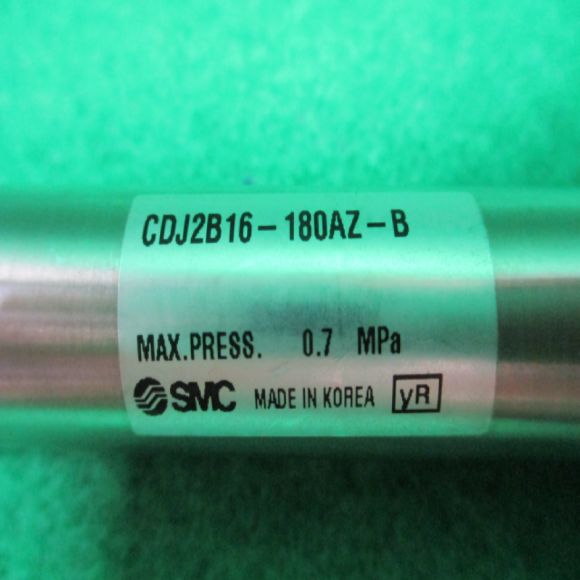 CDJ2B16-180AZ-B
MAX.PRESS. 0.7 MPa
SMC MADE IN KOREA yR